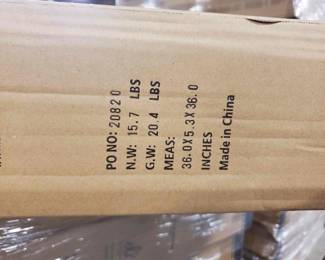 PO NO: 20820
N.W: 15.7 LBS
G.W: 20.4 LBS
MEAS:
36.0X5.3X36.0
INCHES
Made in China